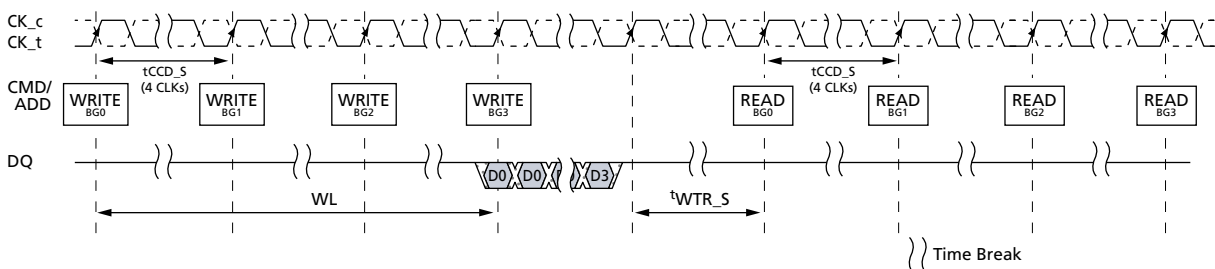 CK_c
CK_t
tCCD_S
(4 CLKs)
tCCD_S
(4 CLKs)
CMD/
ADD
WRITE
BG0
WRITE
BG1
WRITE
BG2
WRITE
BG3
READ
BG0
READ
BG1
READ
BG2
READ
BG3
DQ
D0 D0 D3
WL
tWTR_S
Time Break